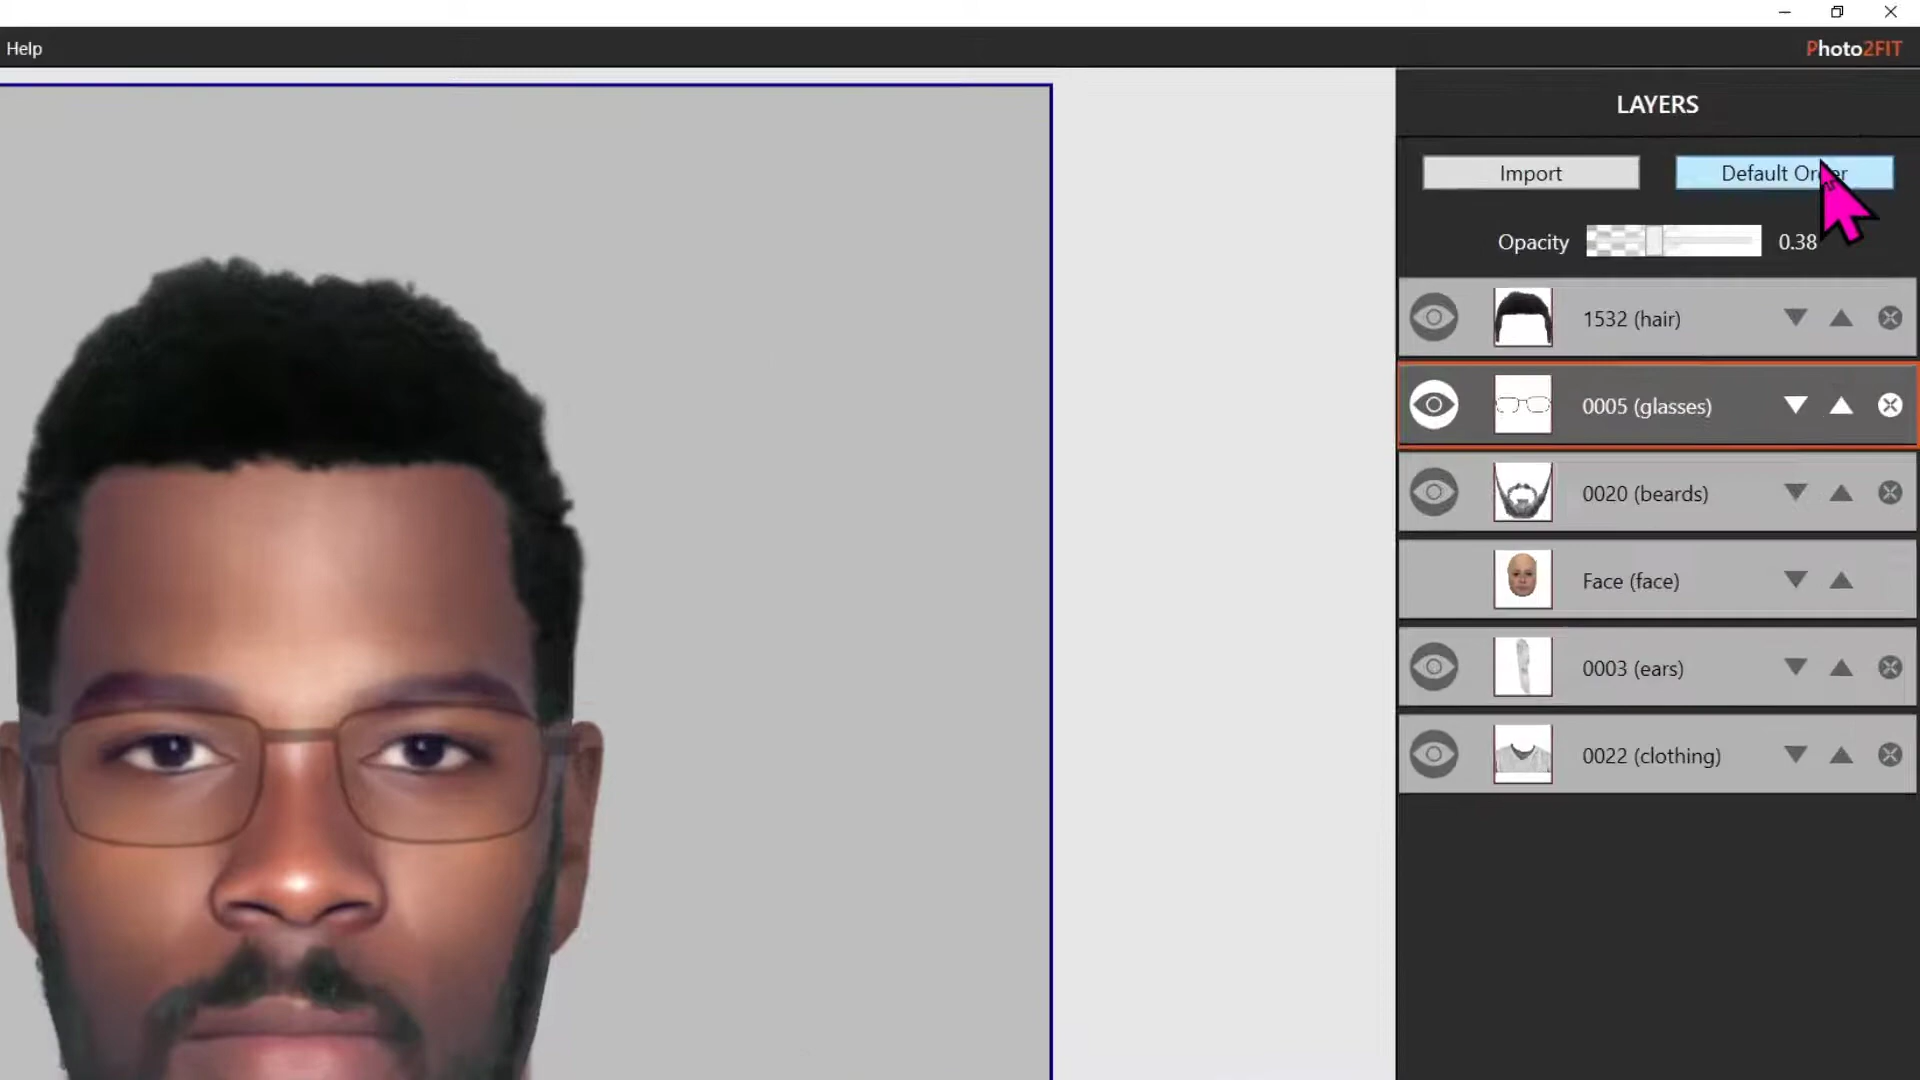 Help
Photo2FIT
LAYERS
Import
Default Order
Opacity
0.38
1532 (hair)
0005 (glasses)
0020 (beards)
Face (face)
0003 (ears)
0022 (clothing)